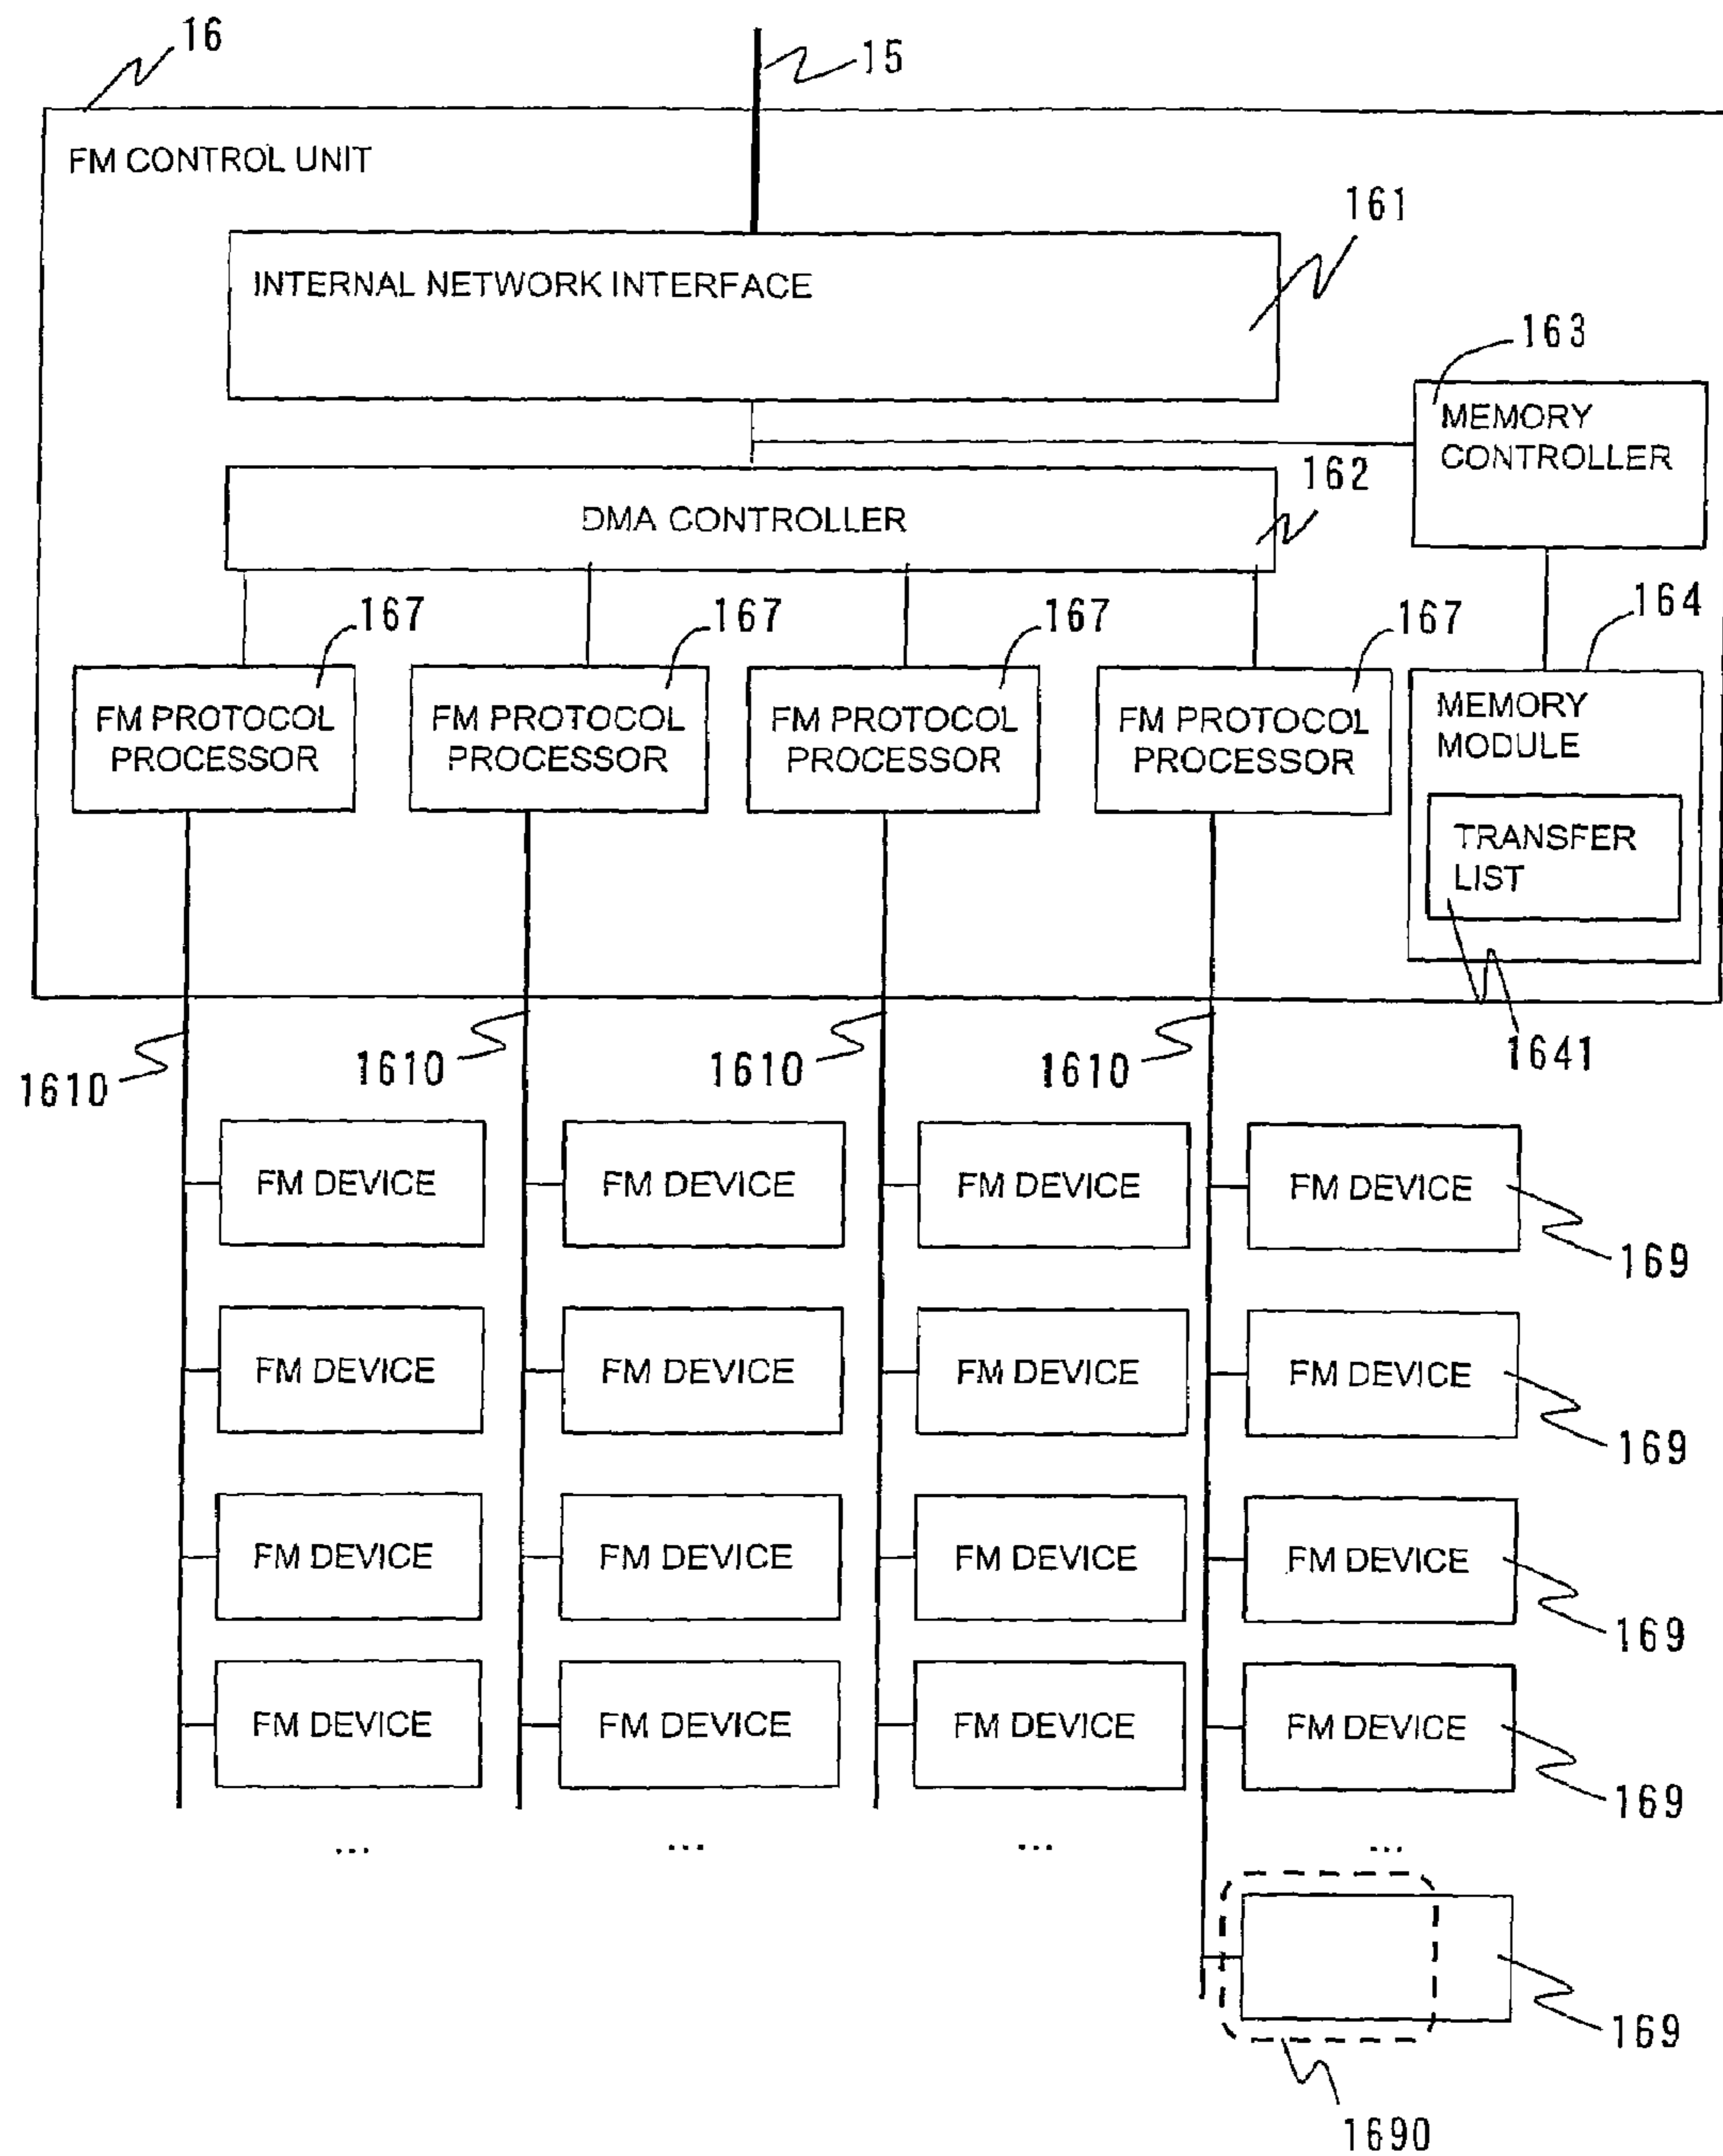 16
15
FM CONTROL UNIT
161
INTERNAL NETWORK INTERFACE
163
MEMORY
CONTROLLER
162
DMA CONTROLLER
167
167
167
167
164
FM PROTOCOL
PROCESSOR
FM PROTOCOL
PROCESSOR
FM PROTOCOL
PROCESSOR
FM PROTOCOL
PROCESSOR
MEMORY
MODULE
TRANSFER
LIST
1610
1610
1610
1610
1641
FM DEVICE
FM DEVICE
FM DEVICE
FM DEVICE
169
FM DEVICE
FM DEVICE
FM DEVICE
FM DEVICE
169
FM DEVICE
FM DEVICE
FM DEVICE
FM DEVICE
169
FM DEVICE
FM DEVICE
FM DEVICE
FM DEVICE
169
...
...
...
...
169
1690